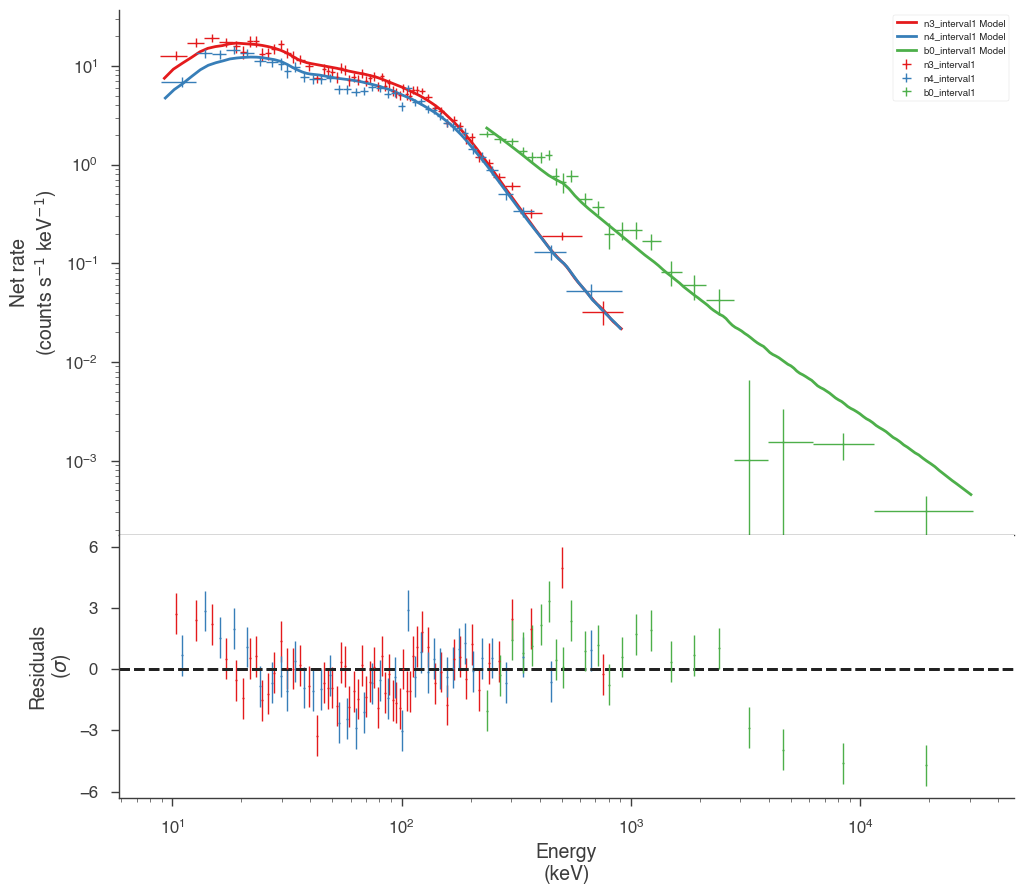 n3_interval1 Model
n4_interval1 Model
b0_interval1 Model
n3_interval1
n4_interval1
b0_interval1
10¹
10⁰
10⁻¹
10⁻²
10⁻³
Net rate
(counts s⁻¹ keV⁻¹)
6
3
0
−3
−6
Residuals
(σ)
10¹ 10² 10³ 10⁴
Energy
(keV)